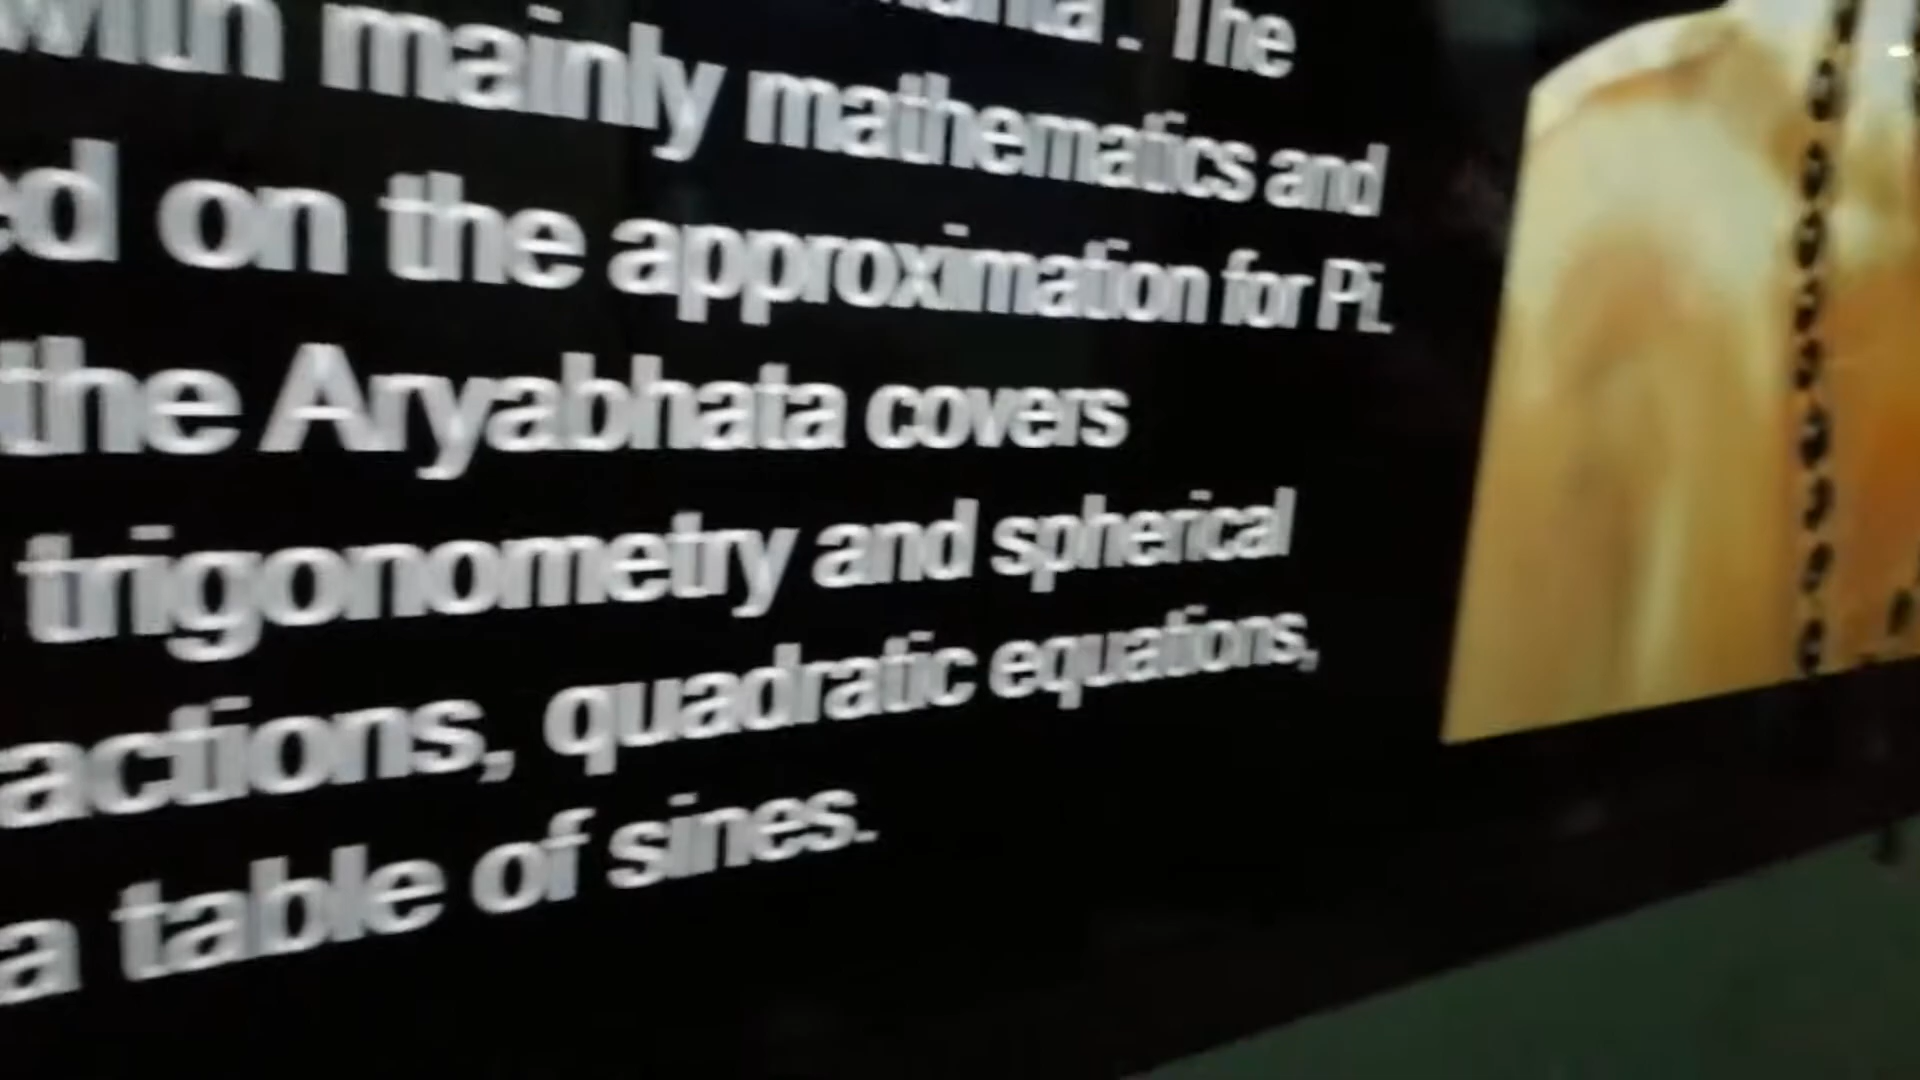 The
with mainly mathematics and
on the approximation for Pi.
the Aryabhata covers
trigonometry and spherical
quadratic equations,
a table of sines.